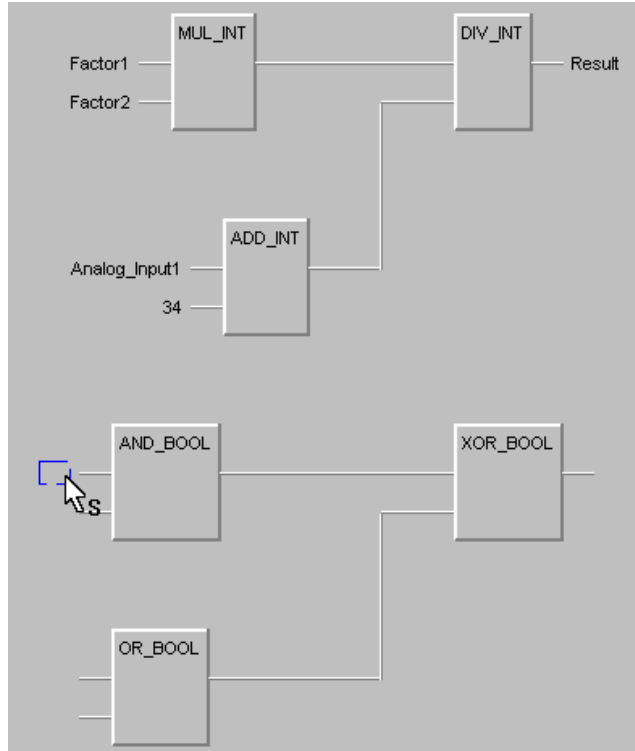 MUL_INT
DIV_INT
Factor1
Result
Factor2
ADD_INT
Analog_Input1
34
AND_BOOL
XOR_BOOL
S
OR_BOOL